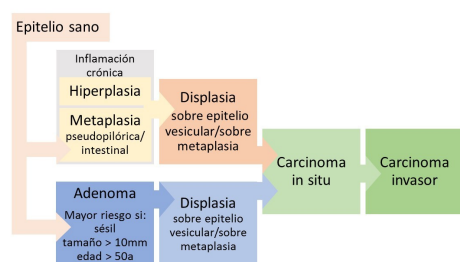 Epitelio sano
Inflamación
crónica
Hiperplasia
Metaplasia
pseudopilórica/
intestinal
Displasia
sobre epitelio
vesicular/sobre
metaplasia
Adenoma
Mayor riesgo si:
sésil
tamaño > 10mm
edad > 50a
Displasia
sobre epitelio
vesicular/sobre
metaplasia
Carcinoma
in situ
Carcinoma
invasor